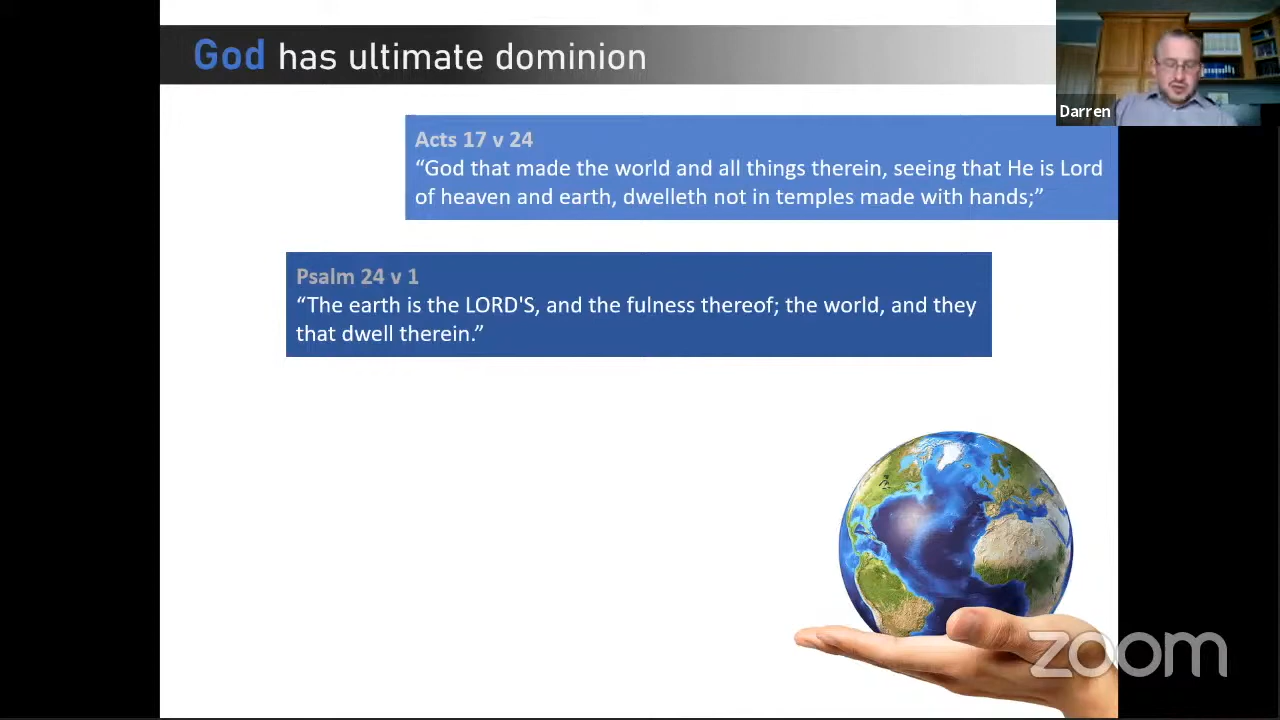 God has ultimate dominion
Darren
Acts 17 v 24
“God that made the world and all things therein, seeing that He is Lord
of heaven and earth, dwelleth not in temples made with hands;”
Psalm 24 v 1
“The earth is the LORD'S, and the fulness thereof; the world, and they
that dwell therein.”
zoom